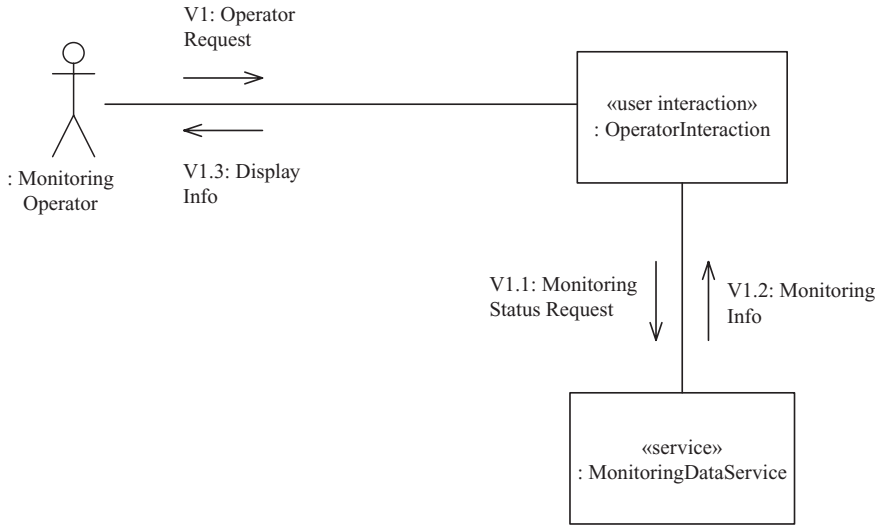 V1: Operator
Request
V1.3: Display
Info
: Monitoring
Operator
«user interaction»
: OperatorInteraction
V1.1: Monitoring
Status Request
V1.2: Monitoring
Info
«service»
: MonitoringDataService